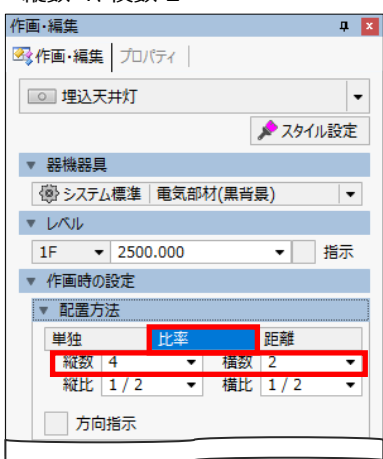 作画・編集
作画・編集 プロパティ
埋込天井灯
スタイル設定
器機器具
システム標準 電気部材(黒背景)
レベル
1F 2500.000 指示
作画時の設定
配置方法
単独 比率 距離
縦数 4 横数 2
縦比 1 / 2 横比 1 / 2
方向指示